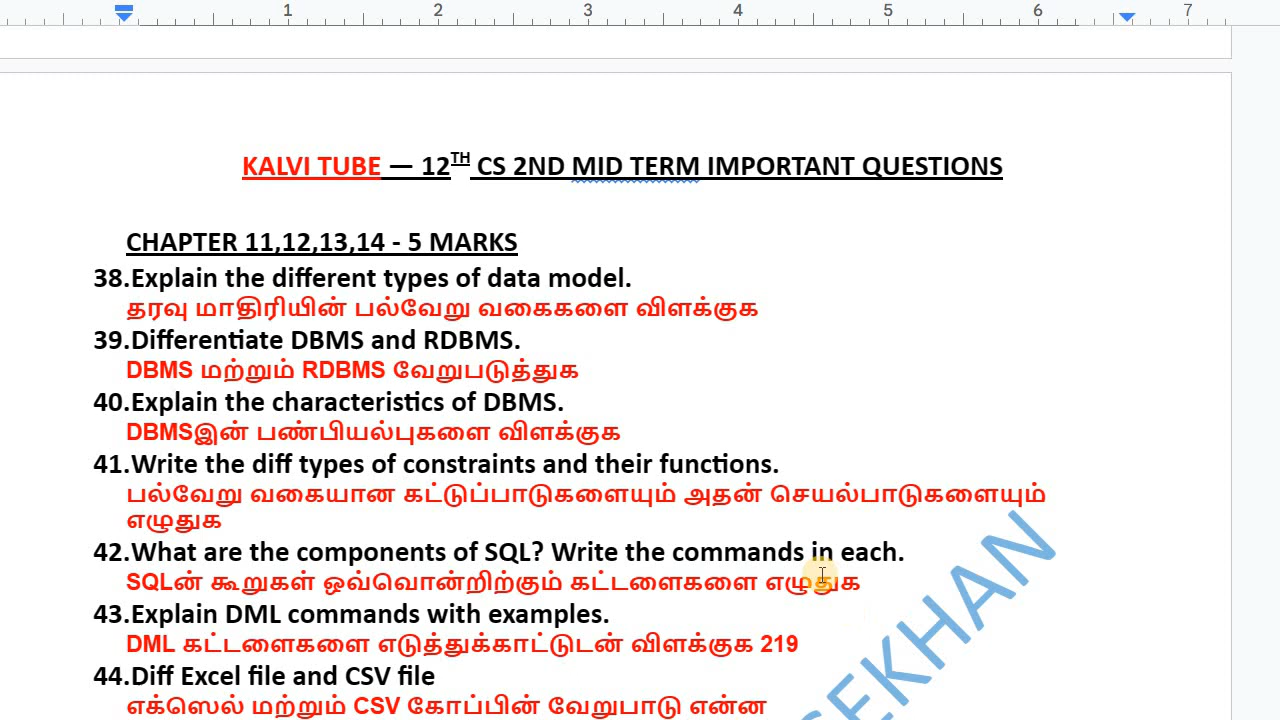 1 2 3 4 5 6 7
KALVI TUBE — 12TH CS 2ND MID TERM IMPORTANT QUESTIONS
CHAPTER 11,12,13,14 - 5 MARKS
38.Explain the different types of data model.
தரவு மாதிரியின் பல்வேறு வகைகளை விளக்குக
39.Differentiate DBMS and RDBMS.
DBMS மற்றும் RDBMS வேறுபடுத்துக
40.Explain the characteristics of DBMS.
DBMSஇன் பண்பியல்புகளை விளக்குக
41.Write the diff types of constraints and their functions.
பல்வேறு வகையான கட்டுப்பாடுகளையும் அதன் செயல்பாடுகளையும்
எழுதுக
42.What are the components of SQL? Write the commands in each.
SQLன் கூறுகள் ஒவ்வொன்றிற்கும் கட்டளைகளை எழுதுக
43.Explain DML commands with examples.
DML கட்டளைகளை எடுத்துக்காட்டுடன் விளக்குக 219
44.Diff Excel file and CSV file
எக்ஸெல் மற்றும் CSV கோப்பின் வேறுபாடு என்ன
SEKHAN